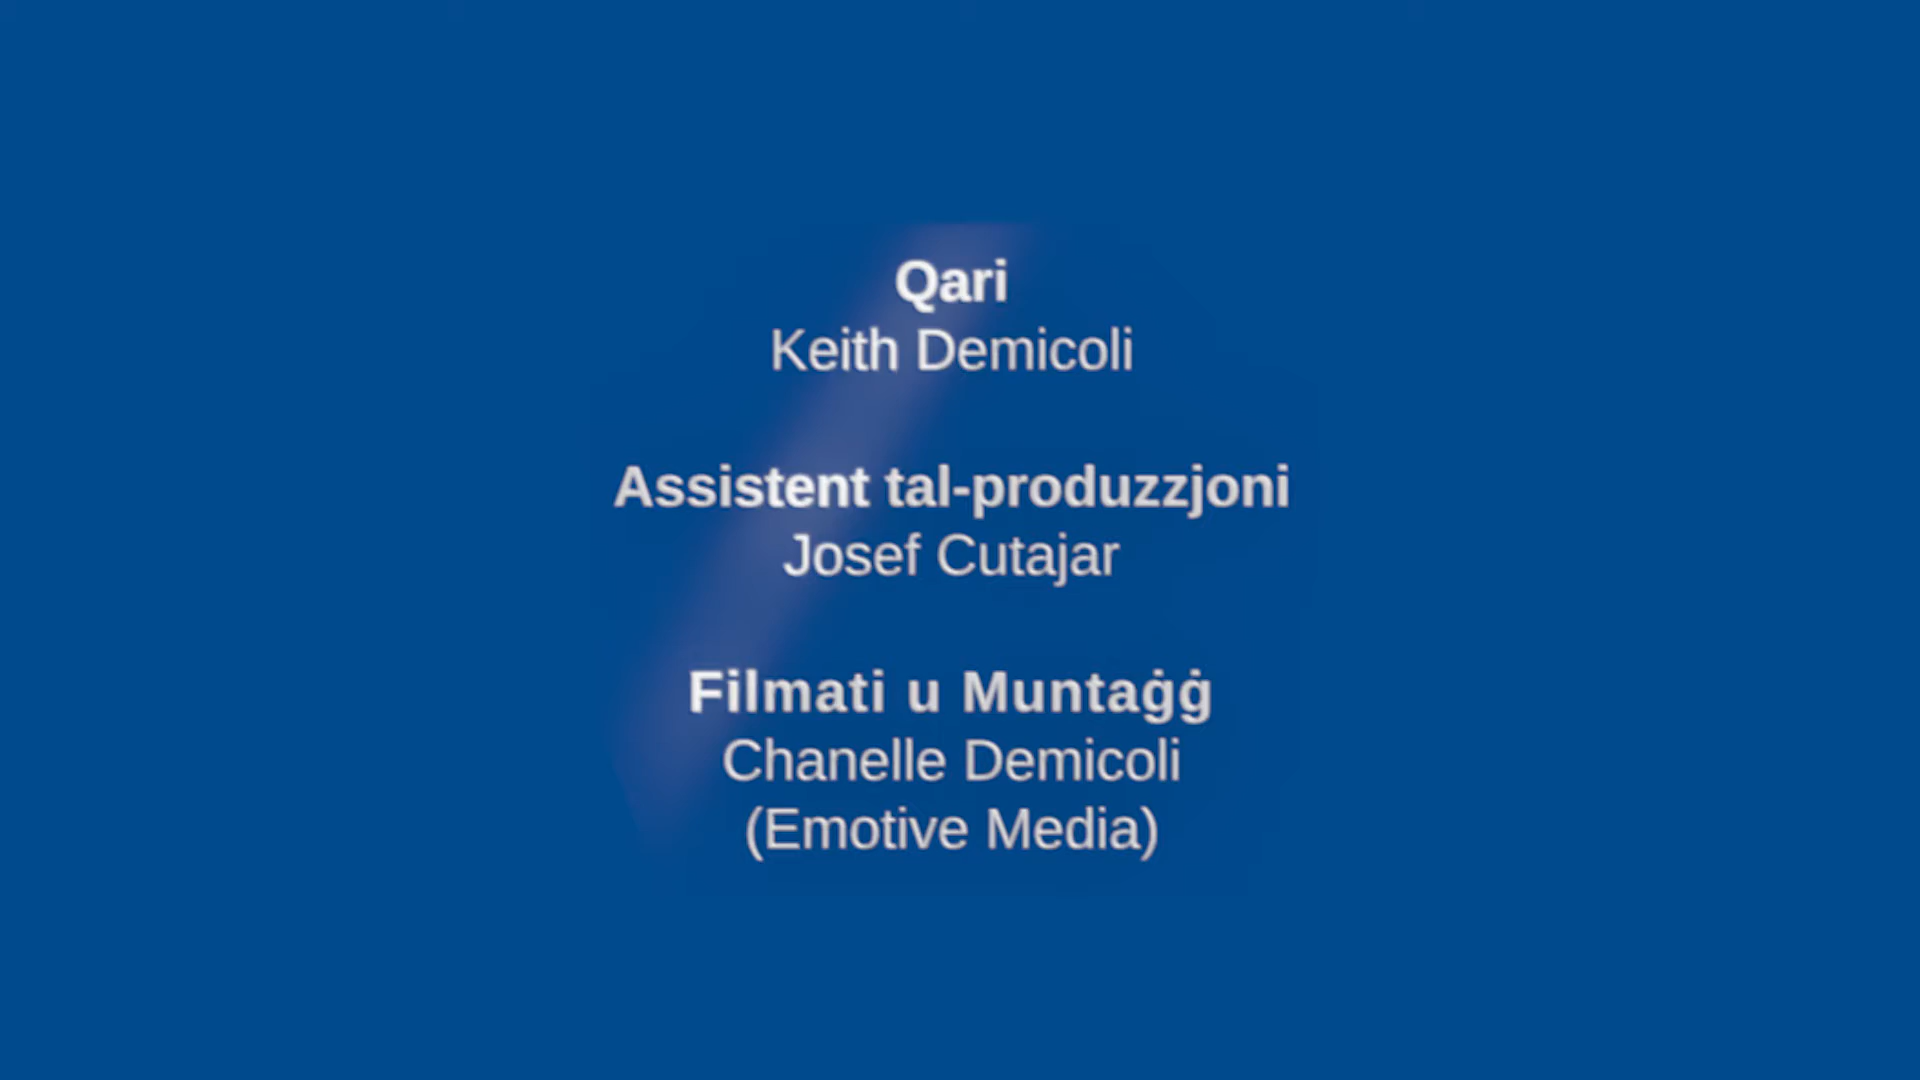 Qari
Keith Demicoli
Assistent tal-produzzjoni
Josef Cutajar
Filmati u Muntaġġ
Chanelle Demicoli
(Emotive Media)